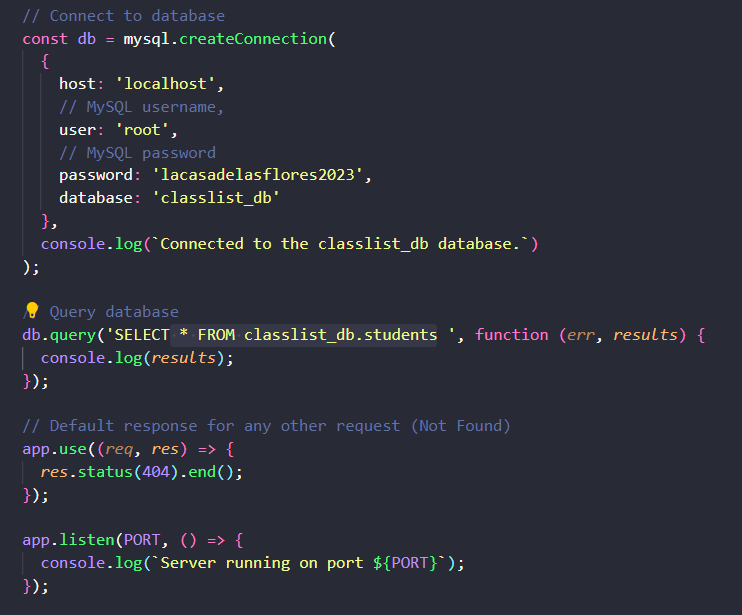 // Connect to database
const db = mysql.createConnection(
  {
    host: 'localhost',
    // MySQL username,
    user: 'root',
    // MySQL password
    password: 'lacasadelasflores2023',
    database: 'classlist_db'
  },
  console.log(`Connected to the classlist_db database.`)
);

// Query database
db.query('SELECT * FROM classlist_db.students ', function (err, results) {
  console.log(results);
});

// Default response for any other request (Not Found)
app.use((req, res) => {
  res.status(404).end();
});

app.listen(PORT, () => {
  console.log(`Server running on port ${PORT}`);
});